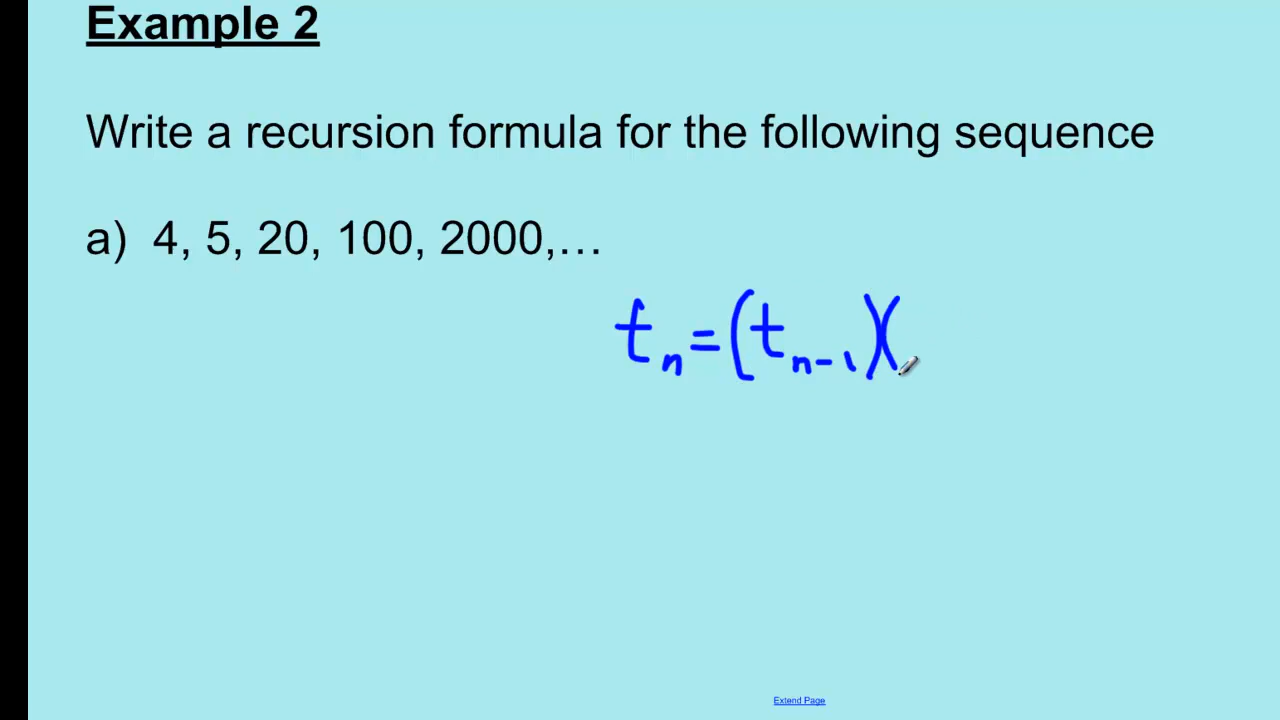 Example 2
Write a recursion formula for the following sequence
a) 4, 5, 20, 100, 2000,…
tₙ = (tₙ₋₁)(
Extend Page